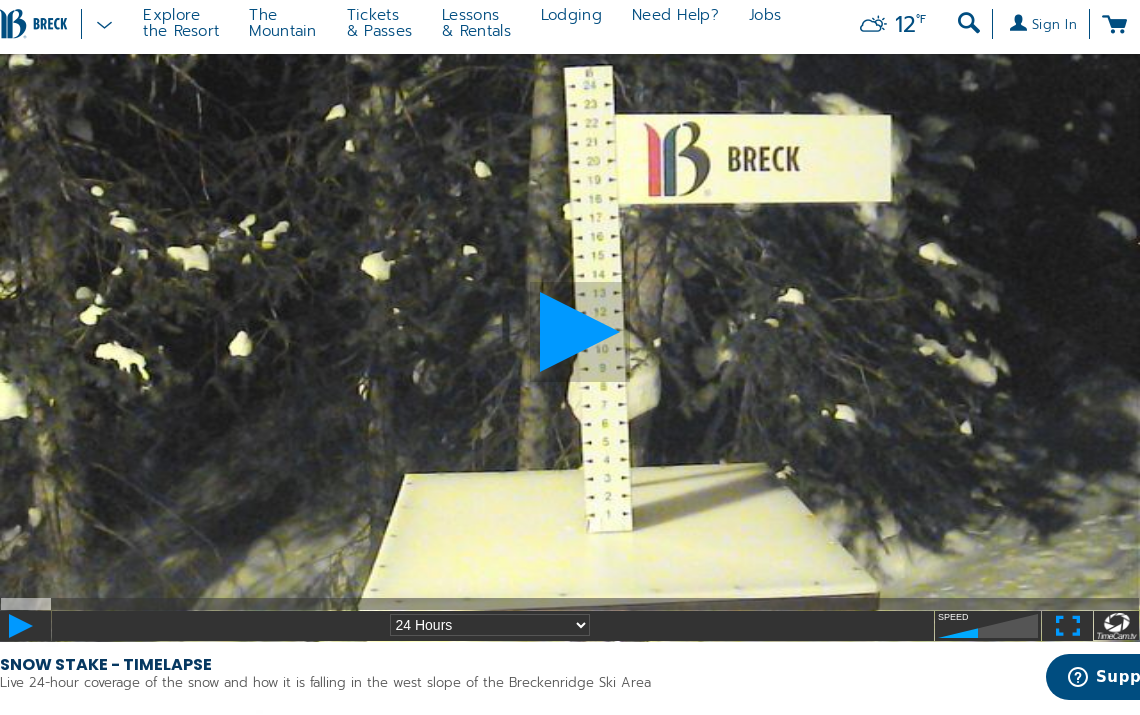 BRECK
Explore
the Resort
The
Mountain
Tickets
& Passes
Lessons
& Rentals
Lodging
Need Help?
Jobs
12°F
Sign In
24
23
22
21
20
19
18
17
16
15
14
13
12
10
9
8
7
6
5
4
3
2
1
BRECK
24 Hours
SPEED
TimeCam.tv
SNOW STAKE - TIMELAPSE
Live 24-hour coverage of the snow and how it is falling in the west slope of the Breckenridge Ski Area
Supp